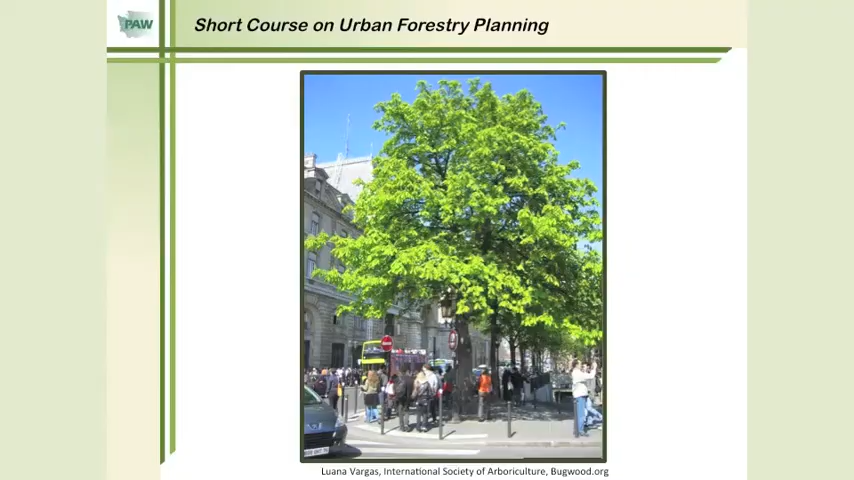 PAW
Short Course on Urban Forestry Planning
Luana Vargas, International Society of Arboriculture, Bugwood.org